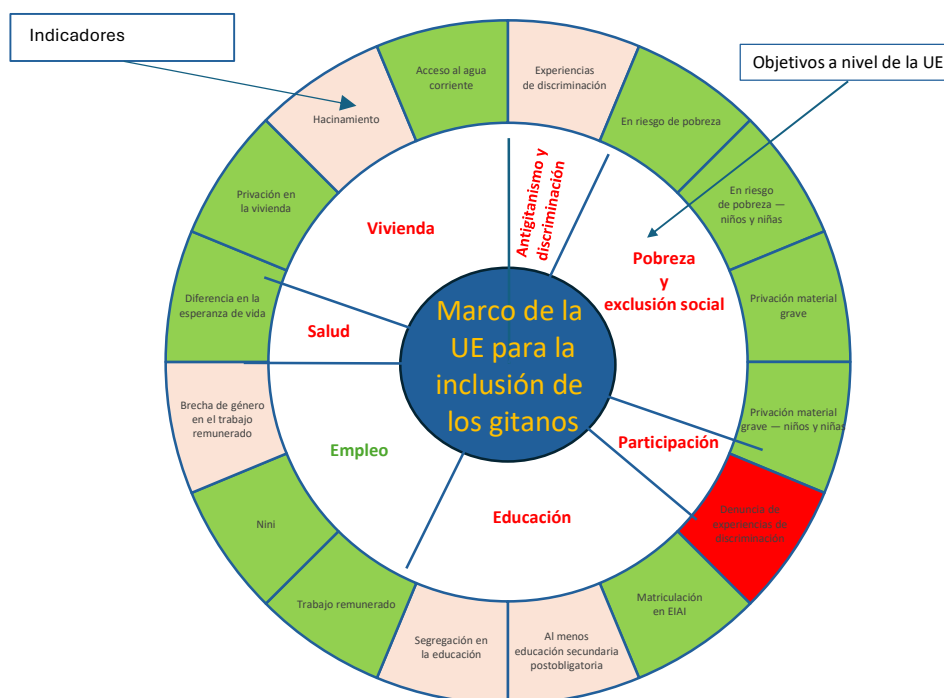 Indicadores
Objetivos a nivel de la UE
Acceso al agua
corriente
Experiencias
de discriminación
En riesgo de pobreza
En riesgo
de pobreza —
niños y niñas
Privación material
grave
Privación material
grave — niños y niñas
Denuncia de
experiencias de
discriminación
Matriculación
en EIAI
Al menos
educación secundaria
postobligatoria
Segregación en
la educación
Trabajo remunerado
Nini
Brecha de género
en el trabajo
remunerado
Diferencia en la
esperanza de vida
Privación en
la vivienda
Hacinamiento
Vivienda
Antigitanismo y
discriminación
Pobreza
y
exclusión social
Participación
Educación
Empleo
Salud
Marco de la
UE para la
inclusión de
los gitanos